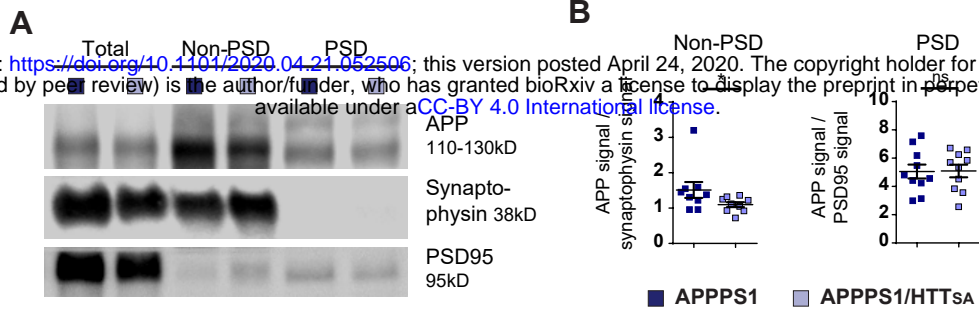 A
B
Total Non-PSD PSD
Non-PSD
PSD
: https://doi.org/10.1101/2020.04.21.052506; this version posted April 24, 2020. The copyright holder for
d by peer review) is the author/funder, who has granted bioRxiv a license to display the preprint in perpe
available under aCC-BY 4.0 International license.
APP
110-130kD
Synapto-
physin 38kD
PSD95
95kD
APP signal /
synaptophysin signal
*
4
3
2
1
0
APP signal /
PSD95 signal
ns
10
8
6
4
2
0
APPPS1 APPPS1/HTTSA